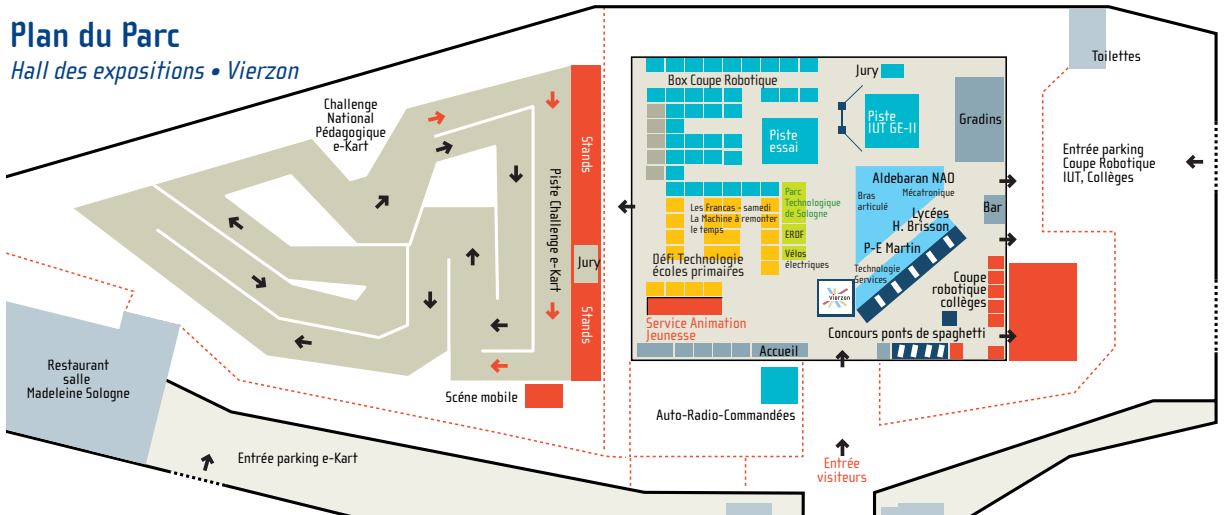 Plan du Parc
Hall des expositions • Vierzon
Challenge
National
Pédagogique
e-Kart
Stands
Piste Challenge e-Kart
Jury
Stands
Scéne mobile
Restaurant
salle
Madeleine Sologne
Entrée parking e-Kart
Box Coupe Robotique
Jury
Piste
essai
Piste
IUT GE-II
Gradins
Toilettes
Entrée parking
Coupe Robotique
IUT, Collèges
Aldebaran NAO
Mécatronique
Bras
articulé
Lycées
H. Brisson
P-E Martin
Technologie
Services
Bar
Parc
Technologique
de Sologne
ERDF
Vélos
électriques
Les Francas - samedi
La Machine à remonter
le temps
Défi Technologie
écoles primaires
Service Animation
Jeunesse
Vierzon
Coupe
robotique
collèges
Concours ponts de spaghetti
Accueil
Auto-Radio-Commandées
Entrée
visiteurs